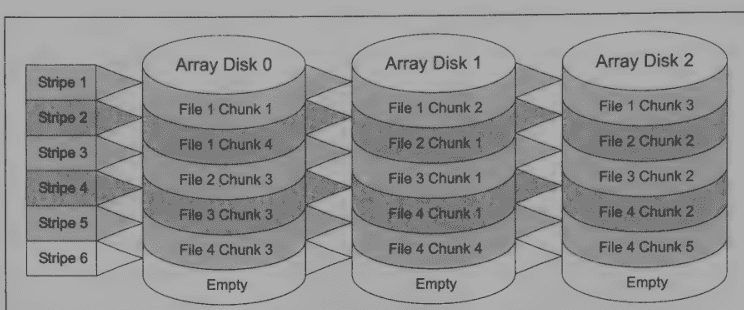 Array Disk 0
Array Disk 1
Array Disk 2
Stripe 1
File 1 Chunk 1
File 1 Chunk 2
File 1 Chunk 3
Stripe 2
File 1 Chunk 4
File 2 Chunk 1
File 2 Chunk 2
Stripe 3
File 2 Chunk 3
File 3 Chunk 1
File 3 Chunk 2
Stripe 4
File 3 Chunk 3
File 4 Chunk 1
File 4 Chunk 2
Stripe 5
File 4 Chunk 3
File 4 Chunk 4
File 4 Chunk 5
Stripe 6
Empty
Empty
Empty